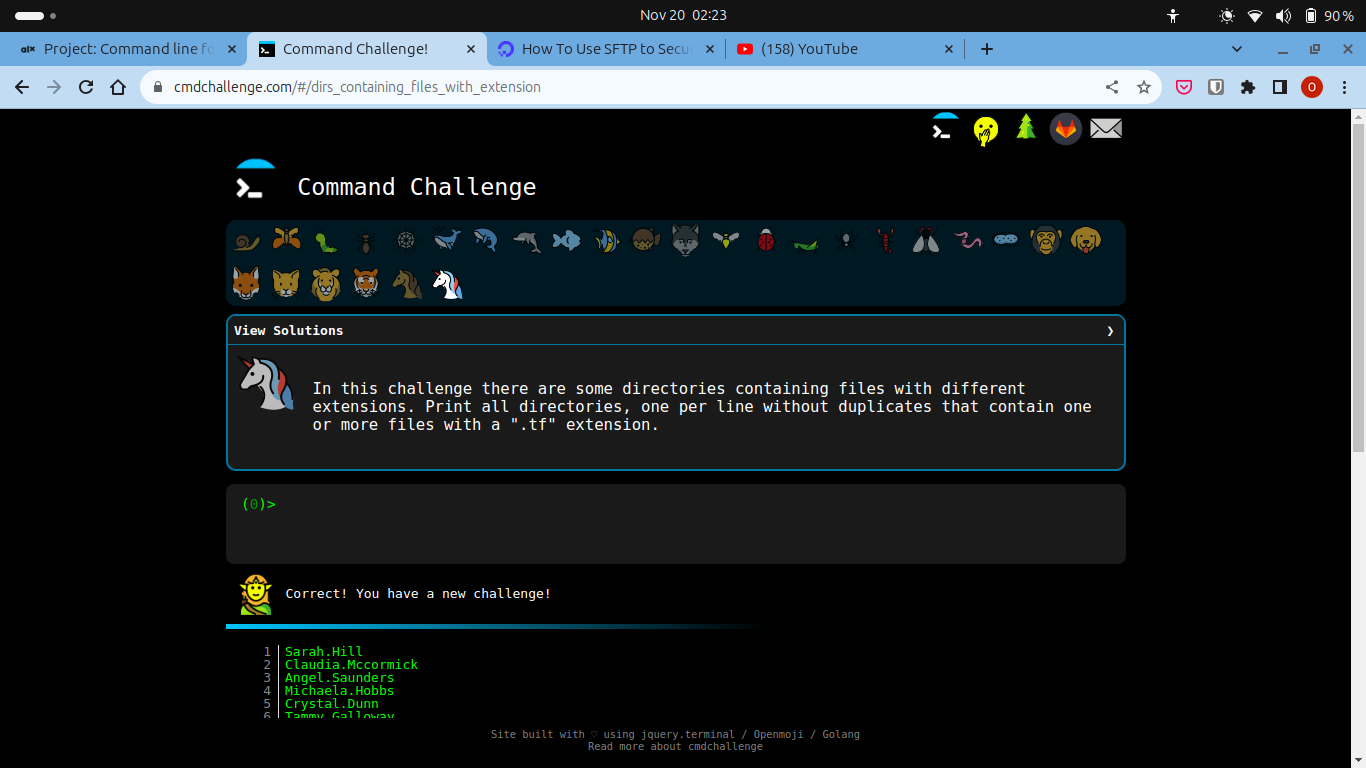 Nov 20 02:23
90 %
alx Project: Command line fo
Command Challenge!
How To Use SFTP to Secu
(158) YouTube
cmdchallenge.com/#/dirs_containing_files_with_extension
O
Command Challenge
View Solutions
In this challenge there are some directories containing files with different
extensions. Print all directories, one per line without duplicates that contain one
or more files with a ".tf" extension.
(0)>
Correct! You have a new challenge!
1 Sarah.Hill
2 Claudia.Mccormick
3 Angel.Saunders
4 Michaela.Hobbs
5 Crystal.Dunn
6 Tammy.Galloway
Site built with ♡ using jquery.terminal / Openmoji / Golang
Read more about cmdchallenge